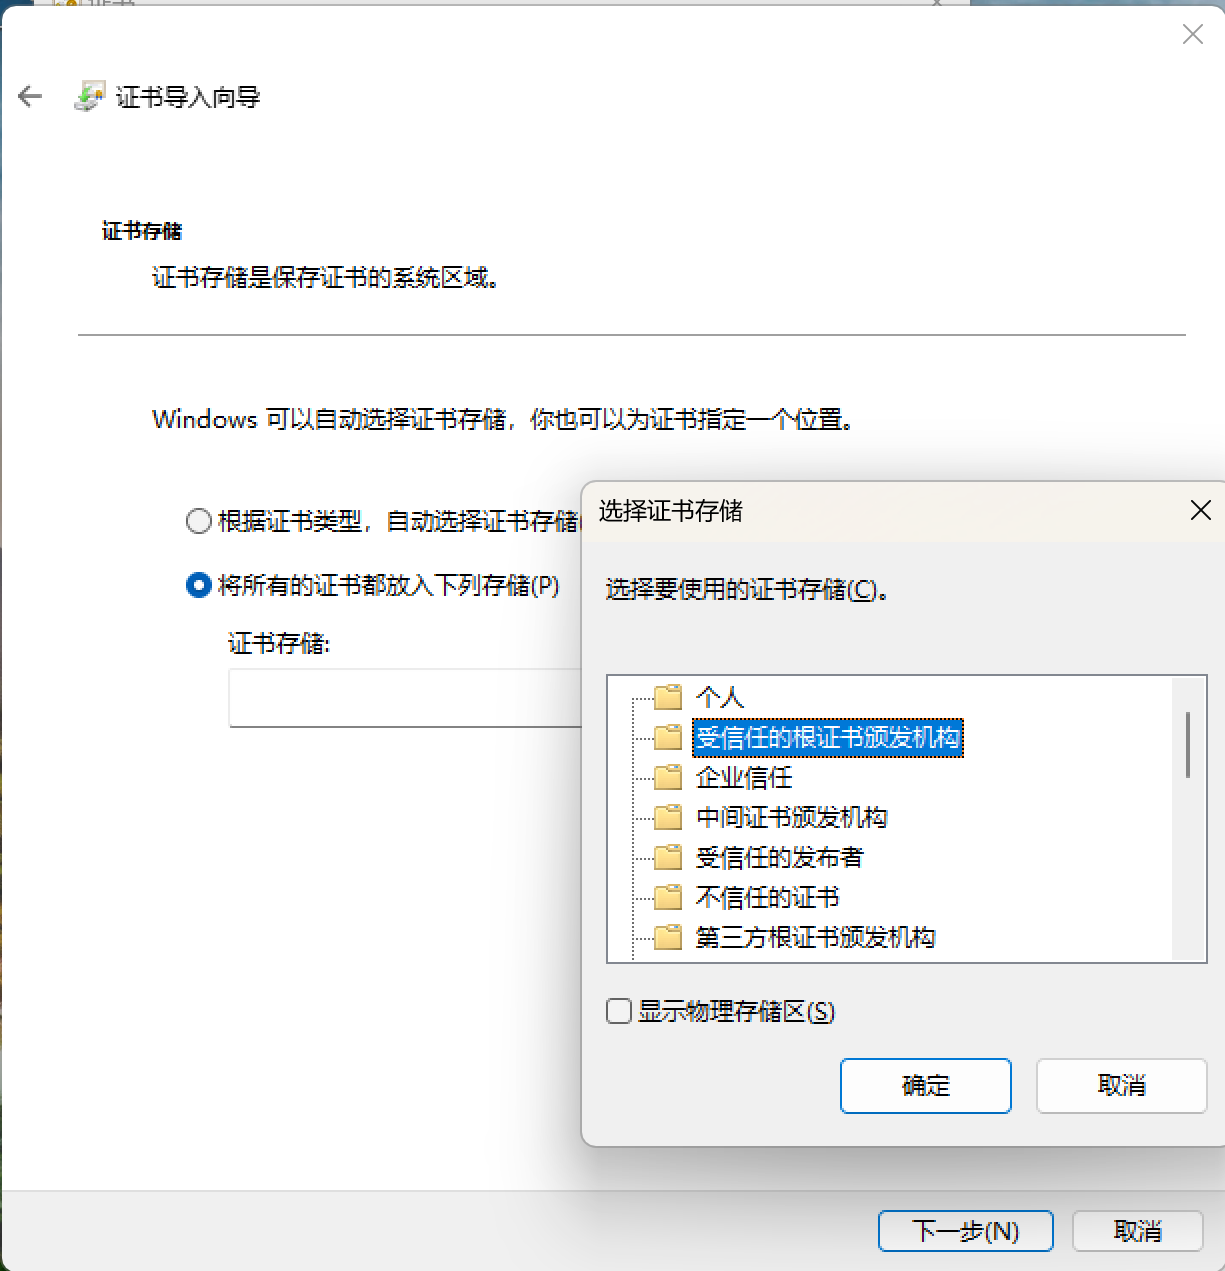 证书
证书导入向导
证书存储
证书存储是保存证书的系统区域。
Windows 可以自动选择证书存储，你也可以为证书指定一个位置。
根据证书类型，自动选择证书存储
将所有的证书都放入下列存储(P)
证书存储:
选择证书存储
选择要使用的证书存储(C)。
个人
受信任的根证书颁发机构
企业信任
中间证书颁发机构
受信任的发布者
不信任的证书
第三方根证书颁发机构
显示物理存储区(S)
确定
取消
下一步(N)
取消